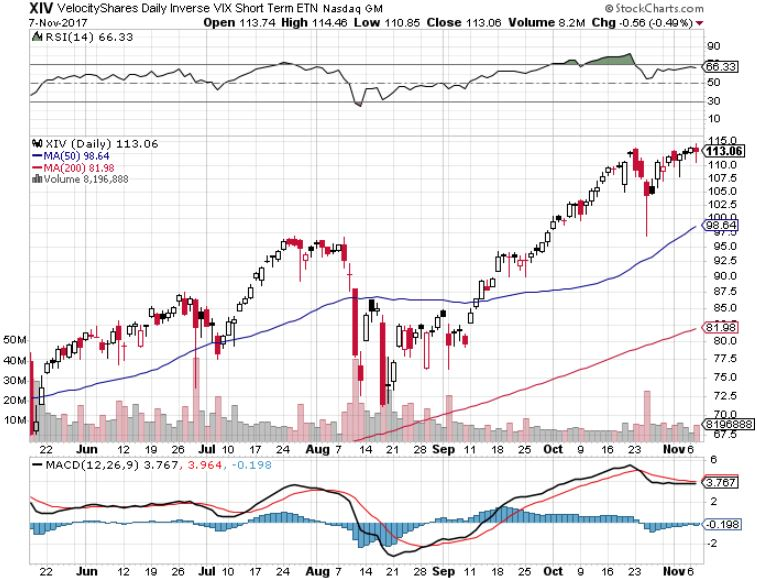 XIV VelocityShares Daily Inverse VIX Short Term ETN Nasdaq GM © StockCharts.com
7-Nov-2017 Open 113.74 High 114.46 Low 110.85 Close 113.06 Volume 8.2M Chg -0.56 (-0.49%)
RSI(14) 66.33
90
66.33
50
30
10
XIV (Daily) 113.06
MA(50) 98.64
MA(200) 81.98
Volume 8,196,888
115.0
113.06
110.0
107.5
105.0
102.5
100.0
98.64
97.5
95.0
92.5
90.0
87.5
85.0
81.98
80.0
77.5
75.0
72.5
70.0
8196888
67.5
50M
40M
30M
20M
10M
22 Jun 12 19 26 Jul 10 17 24 Aug 7 14 21 28 Sep 11 18 25 Oct 9 16 23 Nov 6
MACD(12,26,9) 3.767, 3.964, -0.198
6
3.767
2
-0.198
-2
22 Jun 12 19 26 Jul 10 17 24 Aug 7 14 21 28 Sep 11 18 25 Oct 9 16 23 Nov 6